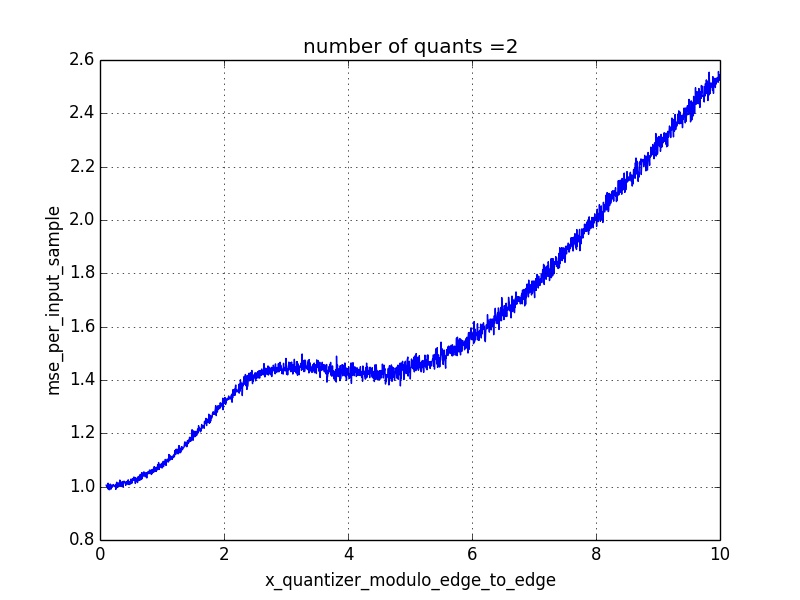 number of quants =2
2.6
2.4
2.2
2.0
1.8
1.6
1.4
1.2
1.0
0.8
mse_per_input_sample
0 2 4 6 8 10
x_quantizer_modulo_edge_to_edge